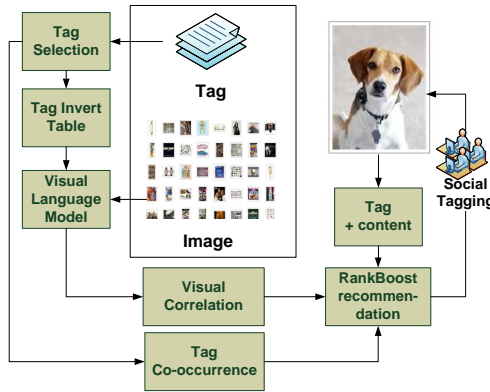 Tag
Selection
Tag Invert
Table
Visual
Language
Model
Tag
Image
Visual
Correlation
Tag
Co-occurrence
Tag
+ content
RankBoost
recommen-
dation
Social
Tagging